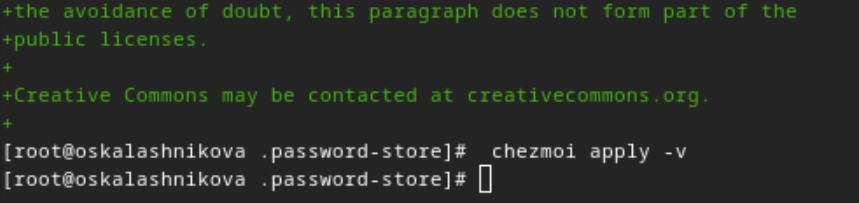 +the avoidance of doubt, this paragraph does not form part of the
+public licenses.
+
+Creative Commons may be contacted at creativecommons.org.
+
[root@oskalashnikova .password-store]#  chezmoi apply -v
[root@oskalashnikova .password-store]#